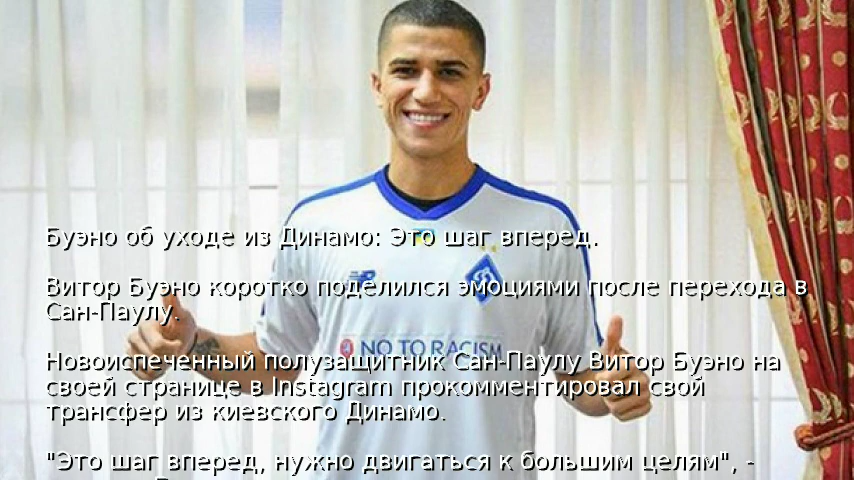 Буэно об уходе из Динамо: Это шаг вперед.
Витор Буэно коротко поделился эмоциями после перехода в
Сан-Паулу.
NO TO RACISM
Новоиспеченный полузащитник Сан-Паулу Витор Буэно на
своей странице в Instagram прокомментировал свой
трансфер из киевского Динамо.
"Это шаг вперед, нужно двигаться к большим целям", -